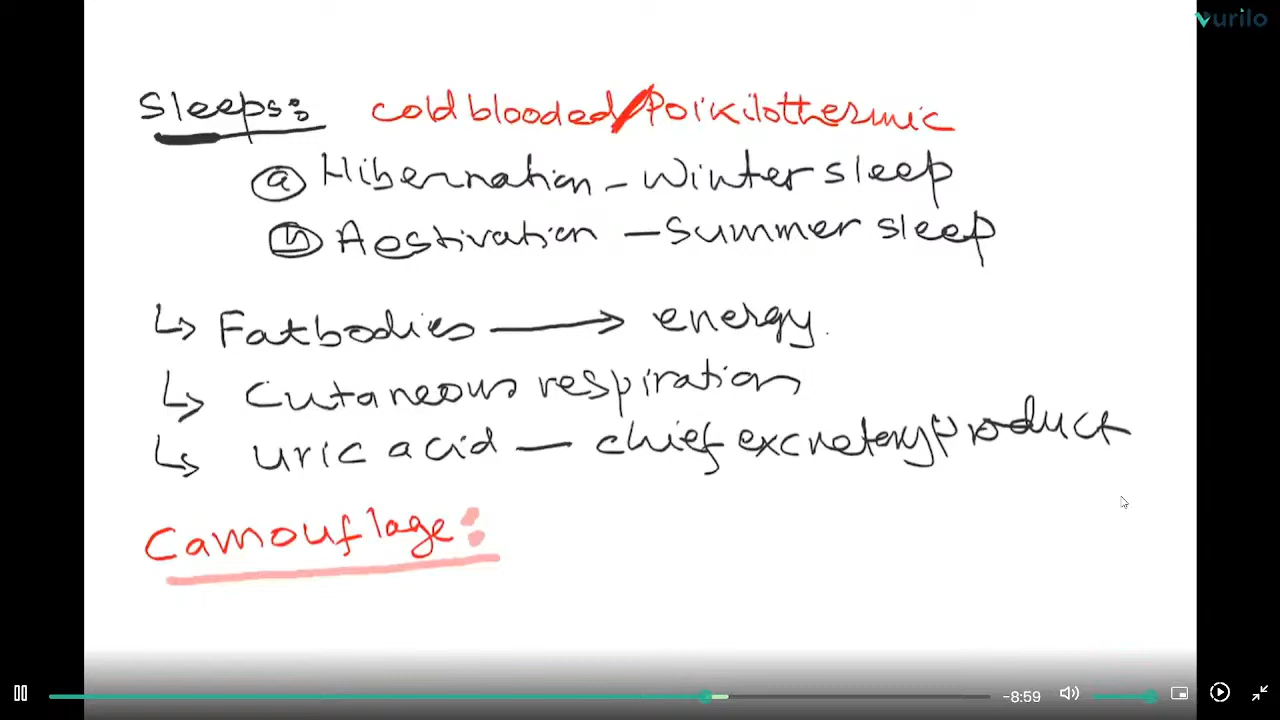 vurilo
Sleeps: cold blooded/Poikilothermic
(a) Hibernation - Winter sleep
(b) Aestivation - Summer sleep
↳ Fatbodies → energy.
↳ Cutaneous respiration
↳ uric acid - chief excretory product
Camouflage:
-8:59